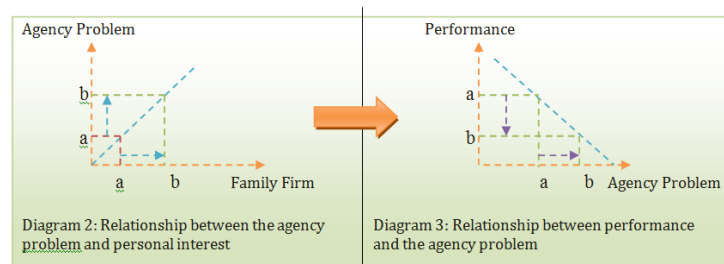 Agency Problem
b
a
a b Family Firm
Diagram 2: Relationship between the agency
problem and personal interest
Performance
a
b
a b Agency Problem
Diagram 3: Relationship between performance
and the agency problem